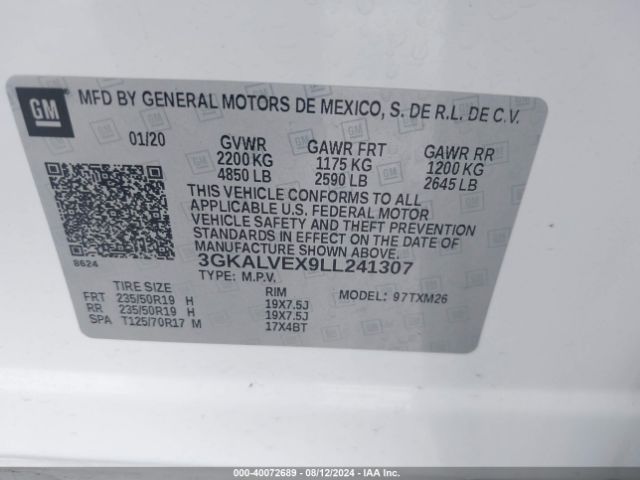 GM
MFD BY GENERAL MOTORS DE MEXICO, S. DE R.L. DE C.V.
01/20 GVWR GAWR FRT GAWR RR
2200 KG 1175 KG 1200 KG
4850 LB 2590 LB 2645 LB
THIS VEHICLE CONFORMS TO ALL
APPLICABLE U.S. FEDERAL MOTOR
VEHICLE SAFETY AND THEFT PREVENTION
STANDARDS IN EFFECT ON THE DATE OF
MANUFACTURE SHOWN ABOVE.
8624
3GKALVEX9LL241307
TYPE: M.P.V.
TIRE SIZE RIM MODEL: 97TXM26
FRT 235/50R19 H 19X7.5J
RR 235/50R19 H 19X7.5J
SPA T125/70R17 M 17X4BT
© 000-40072689 - 08/12/2024 - IAA Inc.